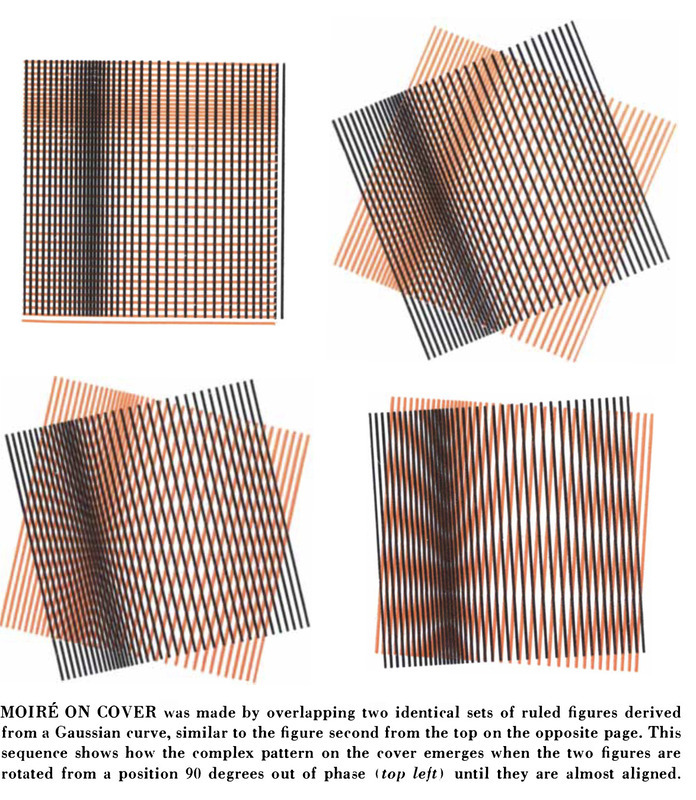 MOIRÉ ON COVER was made by overlapping two identical sets of ruled figures derived
from a Gaussian curve, similar to the figure second from the top on the opposite page. This
sequence shows how the complex pattern on the cover emerges when the two figures are
rotated from a position 90 degrees out of phase (top left) until they are almost aligned.